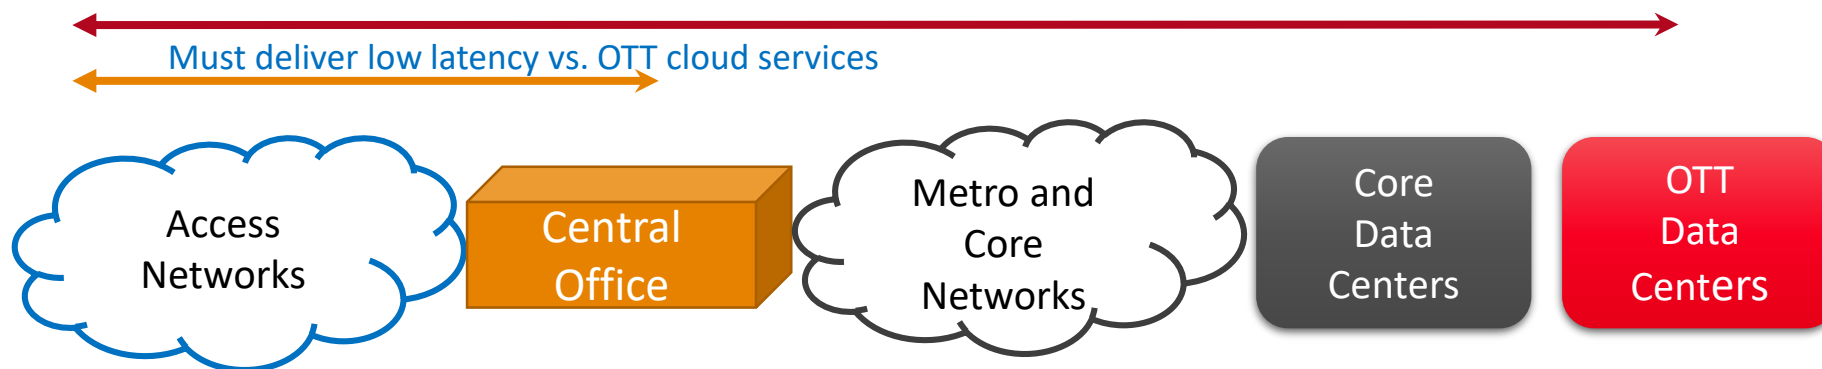 Must deliver low latency vs. OTT cloud services
Access
Networks
Central
Office
Metro and
Core
Networks
Core
Data
Centers
OTT
Data
Centers